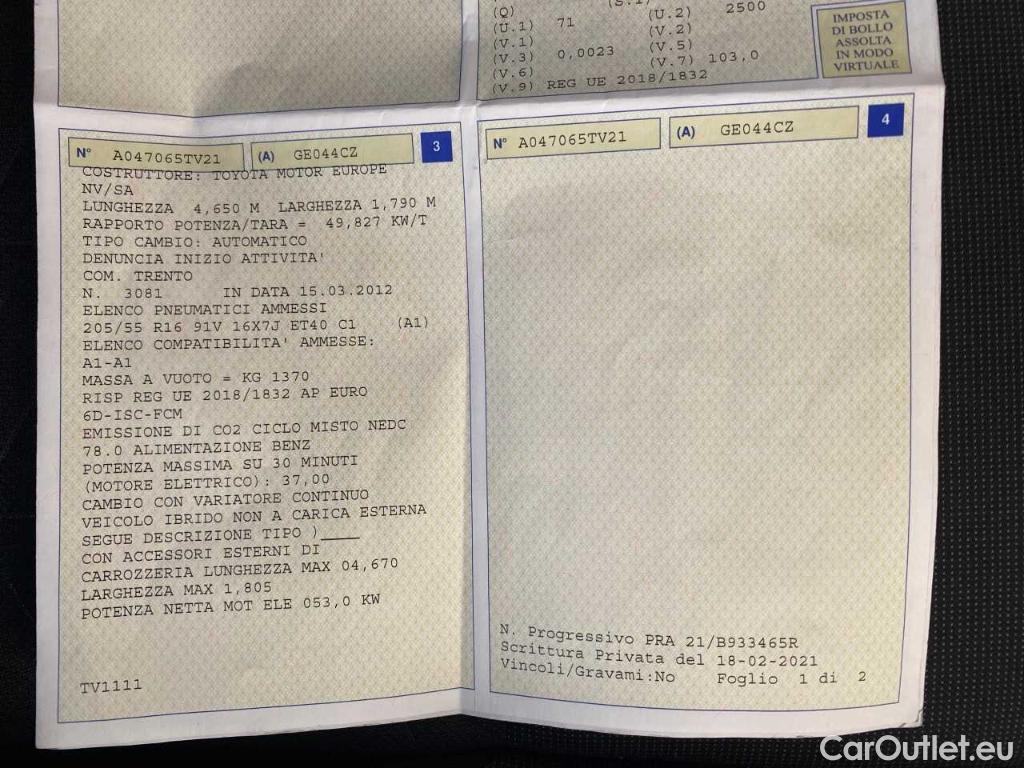 (Q)
(U.1) 71 (U.2) 2500
(V.1) (V.2)
(V.3) 0,0023 (V.5)
(V.6) (V.7) 103,0
(V.9) REG UE 2018/1832
IMPOSTA
DI BOLLO
ASSOLTA
IN MODO
VIRTUALE
N° A047065TV21 (A) GE044CZ 3
COSTRUTTORE: TOYOTA MOTOR EUROPE
NV/SA
LUNGHEZZA 4,650 M LARGHEZZA 1,790 M
RAPPORTO POTENZA/TARA = 49,827 KW/T
TIPO CAMBIO: AUTOMATICO
DENUNCIA INIZIO ATTIVITA'
COM. TRENTO
N. 3081 IN DATA 15.03.2012
ELENCO PNEUMATICI AMMESSI
205/55 R16 91V 16X7J ET40 C1 (A1)
ELENCO COMPATIBILITA' AMMESSE:
A1-A1
MASSA A VUOTO = KG 1370
RISP REG UE 2018/1832 AP EURO
6D-ISC-FCM
EMISSIONE DI CO2 CICLO MISTO NEDC
78.0 ALIMENTAZIONE BENZ
POTENZA MASSIMA SU 30 MINUTI
(MOTORE ELETTRICO): 37,00
CAMBIO CON VARIATORE CONTINUO
VEICOLO IBRIDO NON A CARICA ESTERNA
SEGUE DESCRIZIONE TIPO )____
CON ACCESSORI ESTERNI DI
CARROZZERIA LUNGHEZZA MAX 04,670
LARGHEZZA MAX 1,805
POTENZA NETTA MOT ELE 053,0 KW
TV1111
N° A047065TV21 (A) GE044CZ 4
N. Progressivo PRA 21/B933465R
Scrittura Privata del 18-02-2021
Vincoli/Gravami:No Foglio 1 di 2
CarOutlet.eu